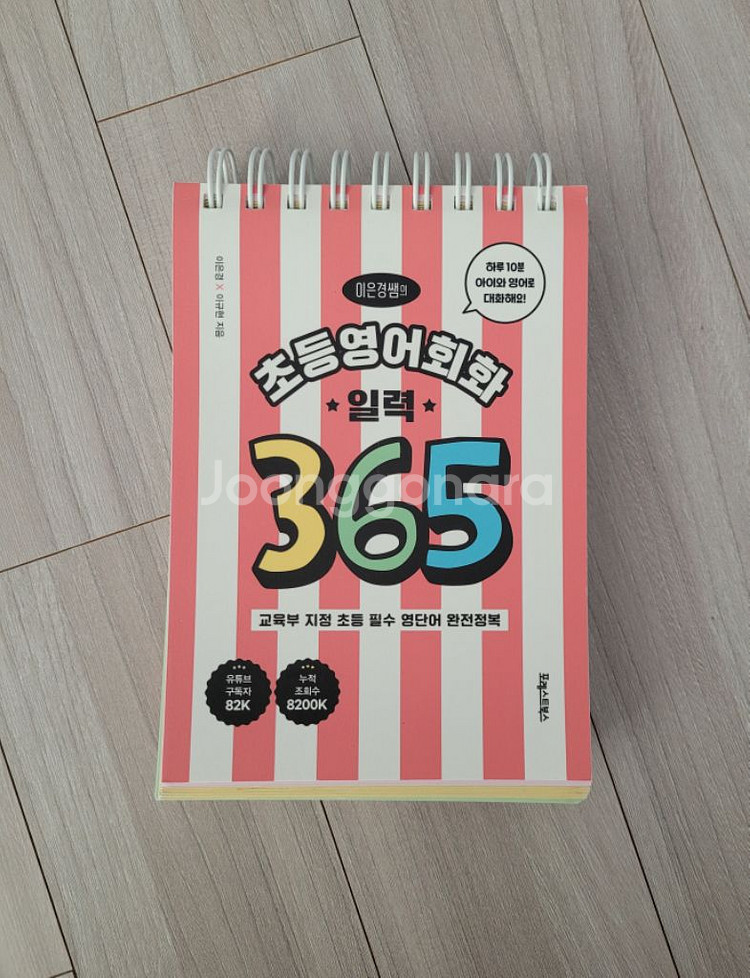 하루 10분
아이와 영어로
대화해요!
이은경 X 이규현 지음
이은경쌤의
초등영어회화
일력
365
Joonggonara
교육부 지정 초등 필수 영단어 완전정복
유튜브
구독자
82K
누적
조회수
8200K
포레스트북스